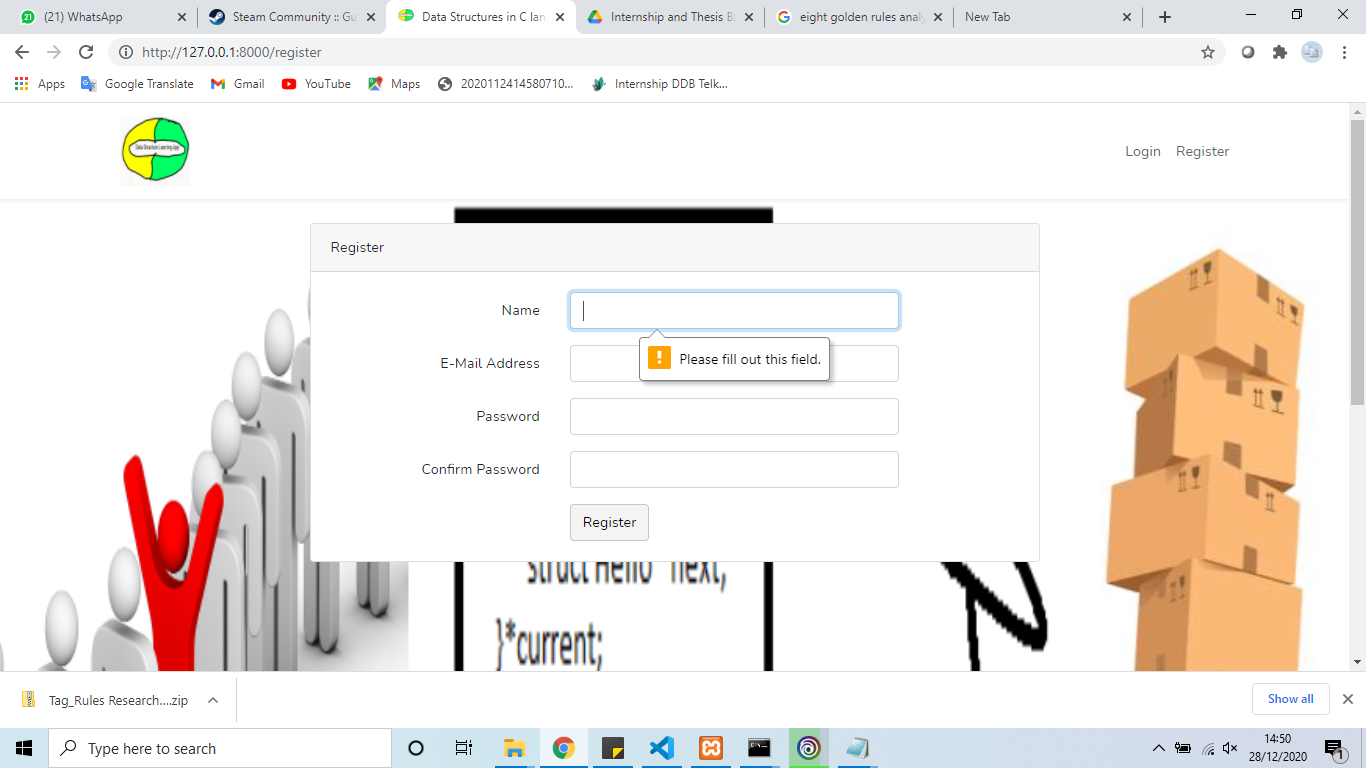 (21) WhatsApp
Steam Community :: Gu
Data Structures in C lan
Internship and Thesis B
eight golden rules analy
New Tab
http://127.0.0.1:8000/register
Apps
Google Translate
Gmail
YouTube
Maps
2020112414580710...
Internship DDB Telk...
Data Structure Learning App
Login
Register
Register
Name
Please fill out this field.
E-Mail Address
Password
Confirm Password
Register
struct Hello *next;
}*current;
Tag_Rules Research....zip
Show all
Type here to search
14:50
28/12/2020
1